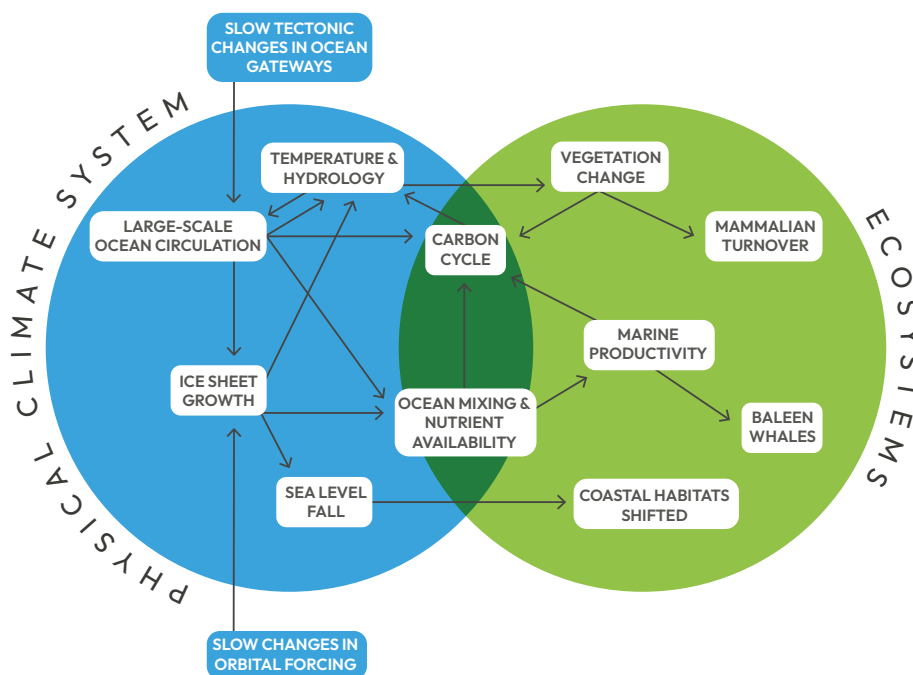 SLOW TECTONIC
CHANGES IN OCEAN
GATEWAYS
PHYSICAL CLIMATE SYSTEM
ECOSYSTEMS
TEMPERATURE &
HYDROLOGY
VEGETATION
CHANGE
LARGE-SCALE
OCEAN CIRCULATION
CARBON
CYCLE
MAMMALIAN
TURNOVER
MARINE
PRODUCTIVITY
ICE SHEET
GROWTH
OCEAN MIXING &
NUTRIENT
AVAILABILITY
BALEEN
WHALES
SEA LEVEL
FALL
COASTAL HABITATS
SHIFTED
SLOW CHANGES IN
ORBITAL FORCING